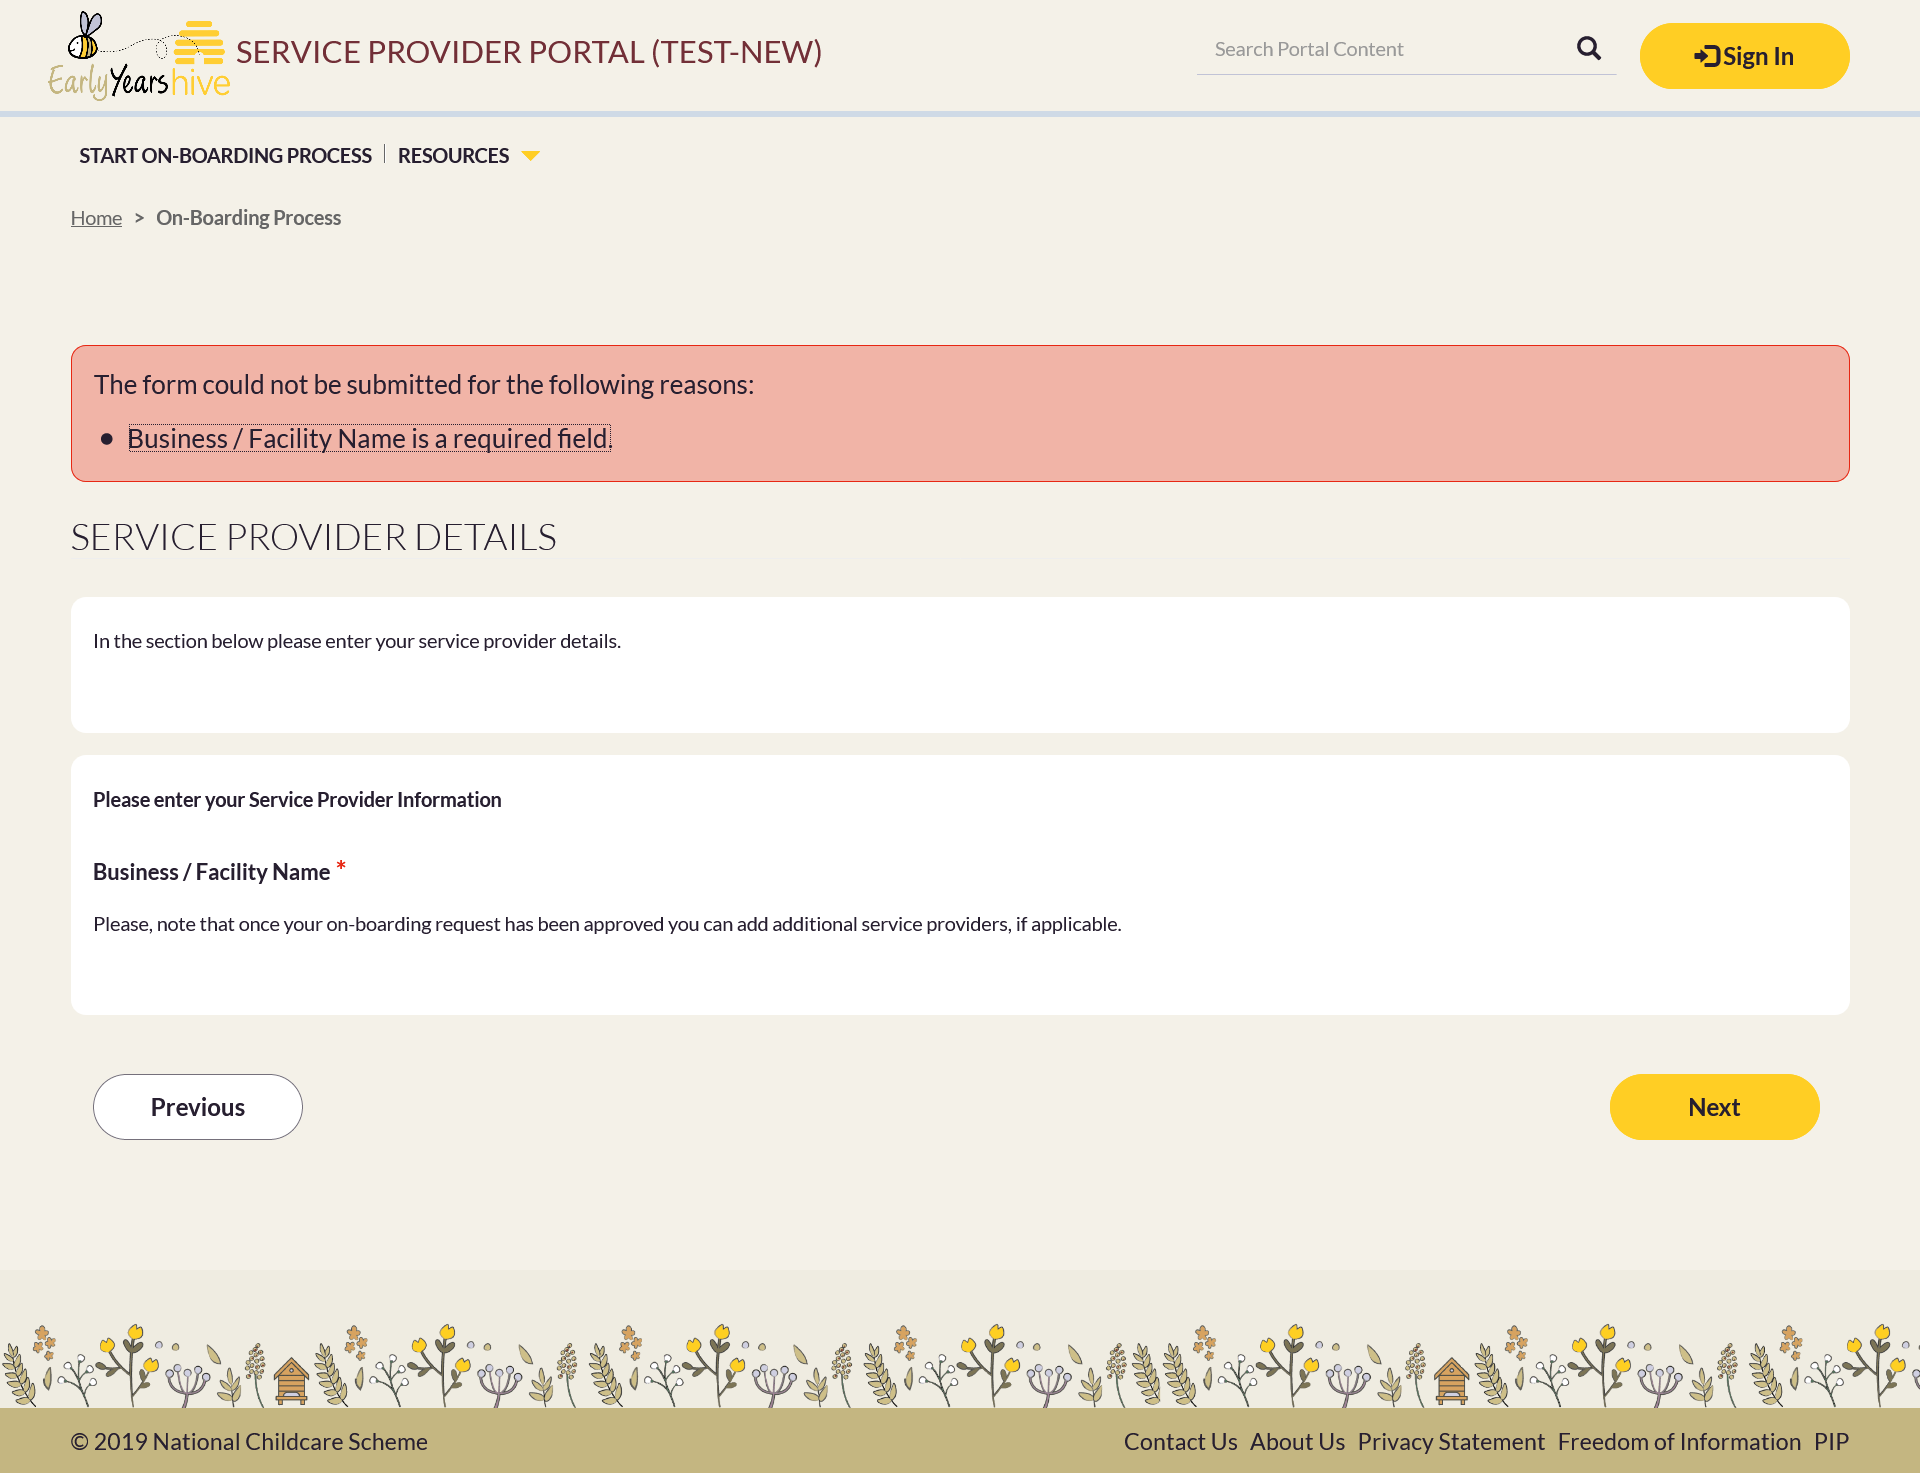 Early Years hive
SERVICE PROVIDER PORTAL (TEST-NEW)
Search Portal Content
Sign In
START ON-BOARDING PROCESS
RESOURCES
Home > On-Boarding Process
The form could not be submitted for the following reasons:
• Business / Facility Name is a required field.
SERVICE PROVIDER DETAILS
In the section below please enter your service provider details.
Please enter your Service Provider Information
Business / Facility Name *
Please, note that once your on-boarding request has been approved you can add additional service providers, if applicable.
Previous
Next
© 2019 National Childcare Scheme
Contact Us About Us Privacy Statement Freedom of Information PIP